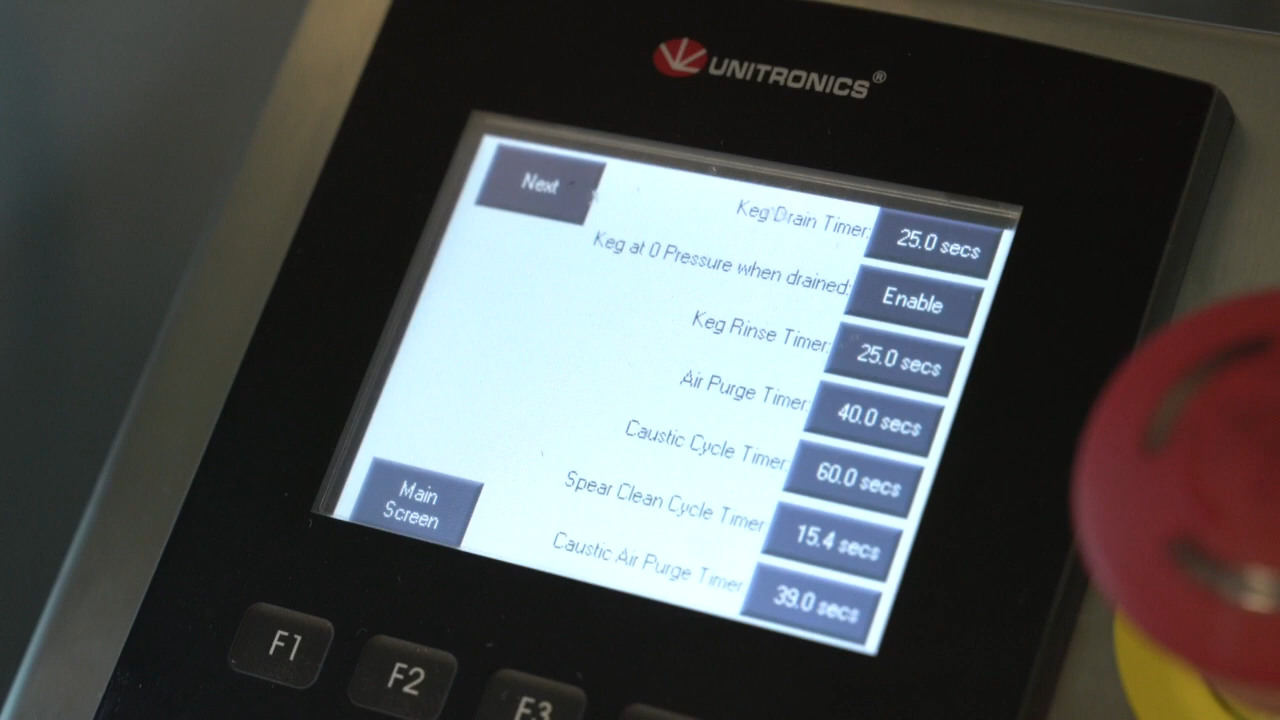 UNITRONICS®
Next
Keg Drain Timer: 25.0 secs
Keg at 0 Pressure when drained: Enable
Keg Rinse Timer: 25.0 secs
Air Purge Timer: 40.0 secs
Caustic Cycle Timer: 60.0 secs
Spear Clean Cycle Timer 15.4 secs
Caustic Air Purge Timer 39.0 secs
Main
Screen
F1
F2
F3